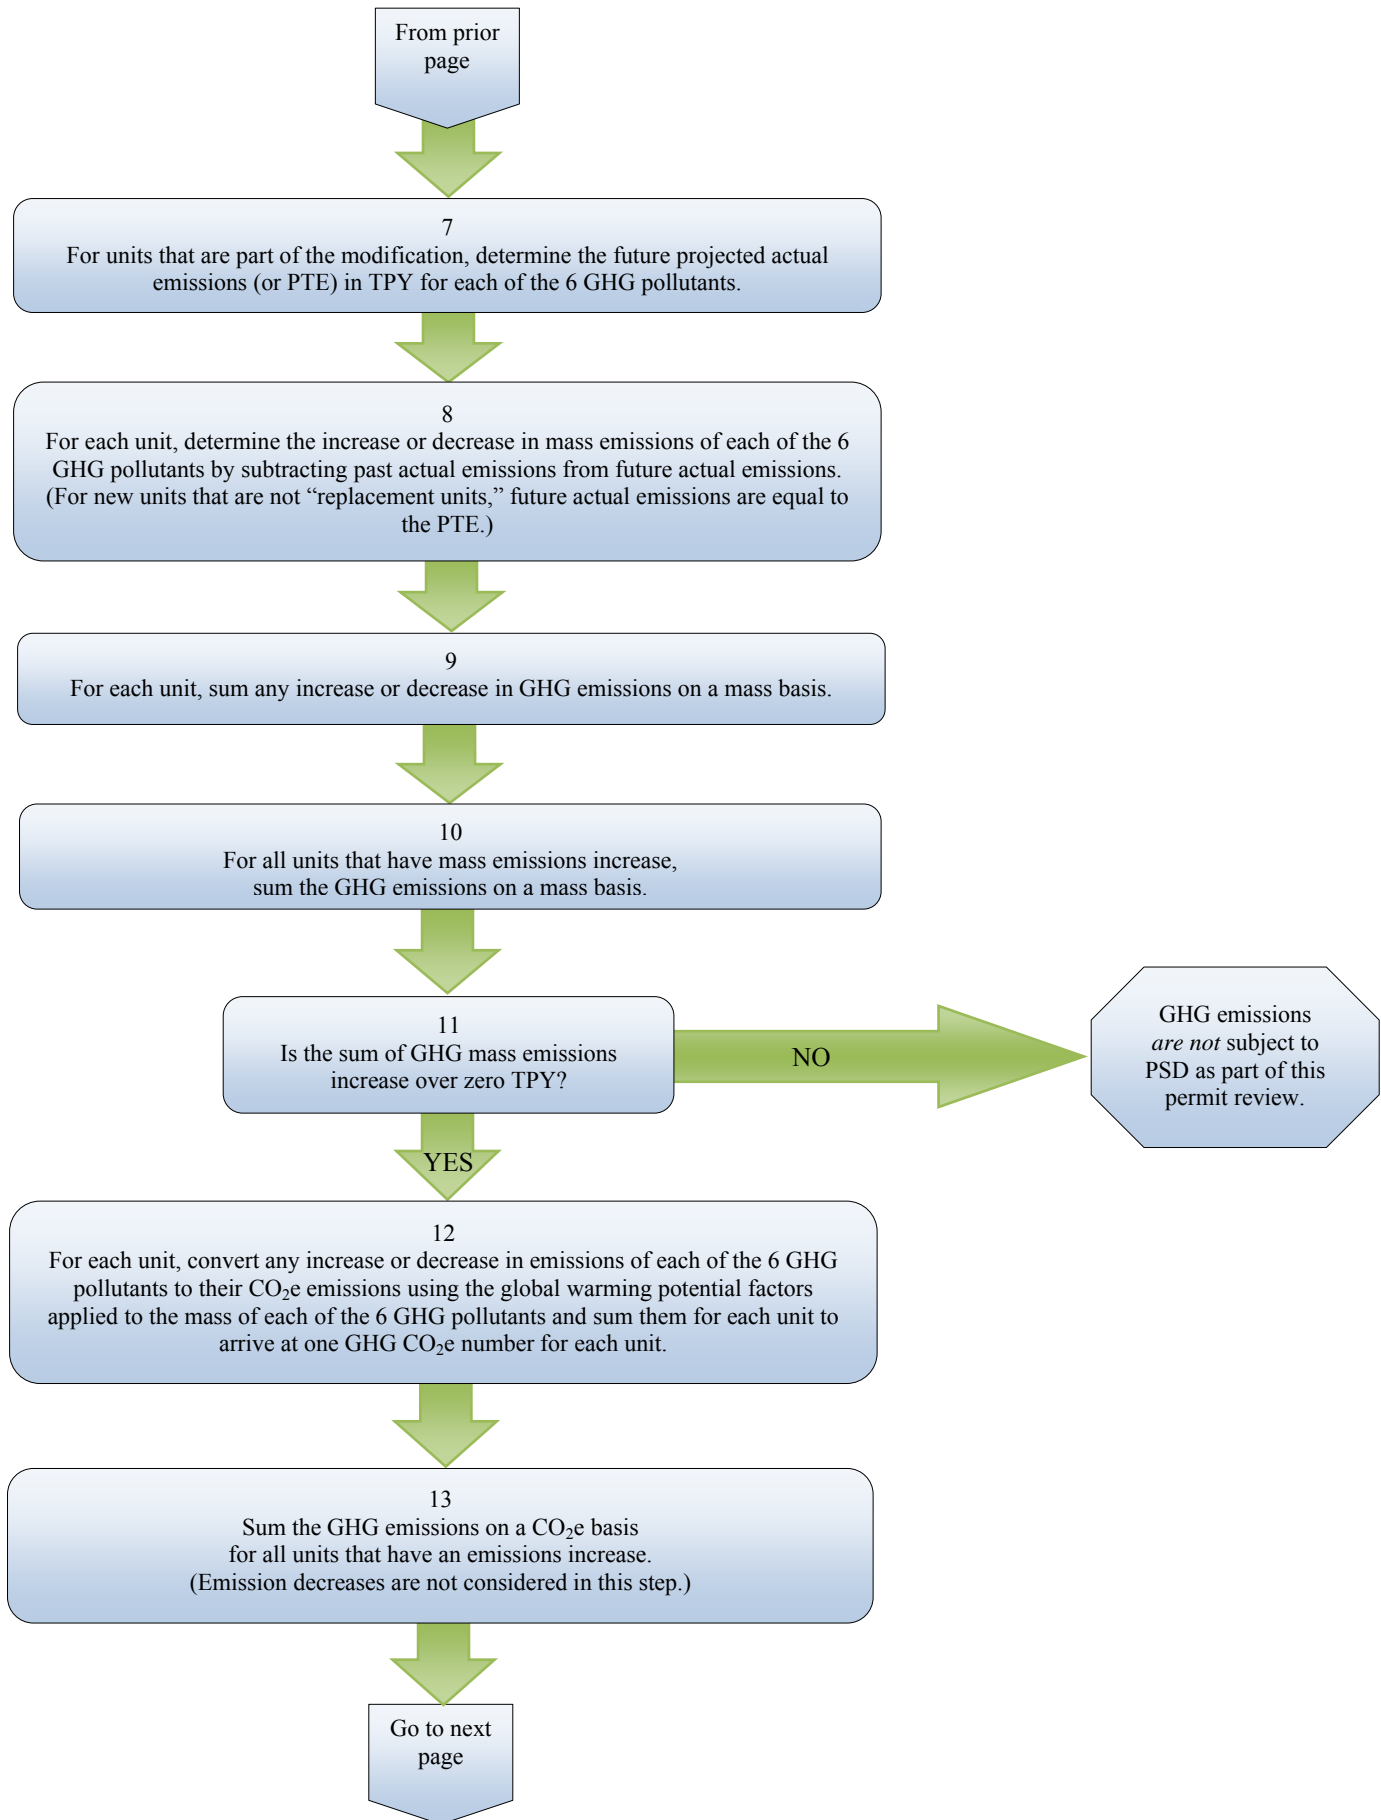 From prior
page
7
For units that are part of the modification, determine the future projected actual
emissions (or PTE) in TPY for each of the 6 GHG pollutants.
8
For each unit, determine the increase or decrease in mass emissions of each of the 6
GHG pollutants by subtracting past actual emissions from future actual emissions.
(For new units that are not “replacement units,” future actual emissions are equal to
the PTE.)
9
For each unit, sum any increase or decrease in GHG emissions on a mass basis.
10
For all units that have mass emissions increase,
sum the GHG emissions on a mass basis.
11
Is the sum of GHG mass emissions
increase over zero TPY?
NO
GHG emissions
are not subject to
PSD as part of this
permit review.
YES
12
For each unit, convert any increase or decrease in emissions of each of the 6 GHG
pollutants to their CO₂e emissions using the global warming potential factors
applied to the mass of each of the 6 GHG pollutants and sum them for each unit to
arrive at one GHG CO₂e number for each unit.
13
Sum the GHG emissions on a CO₂e basis
for all units that have an emissions increase.
(Emission decreases are not considered in this step.)
Go to next
page